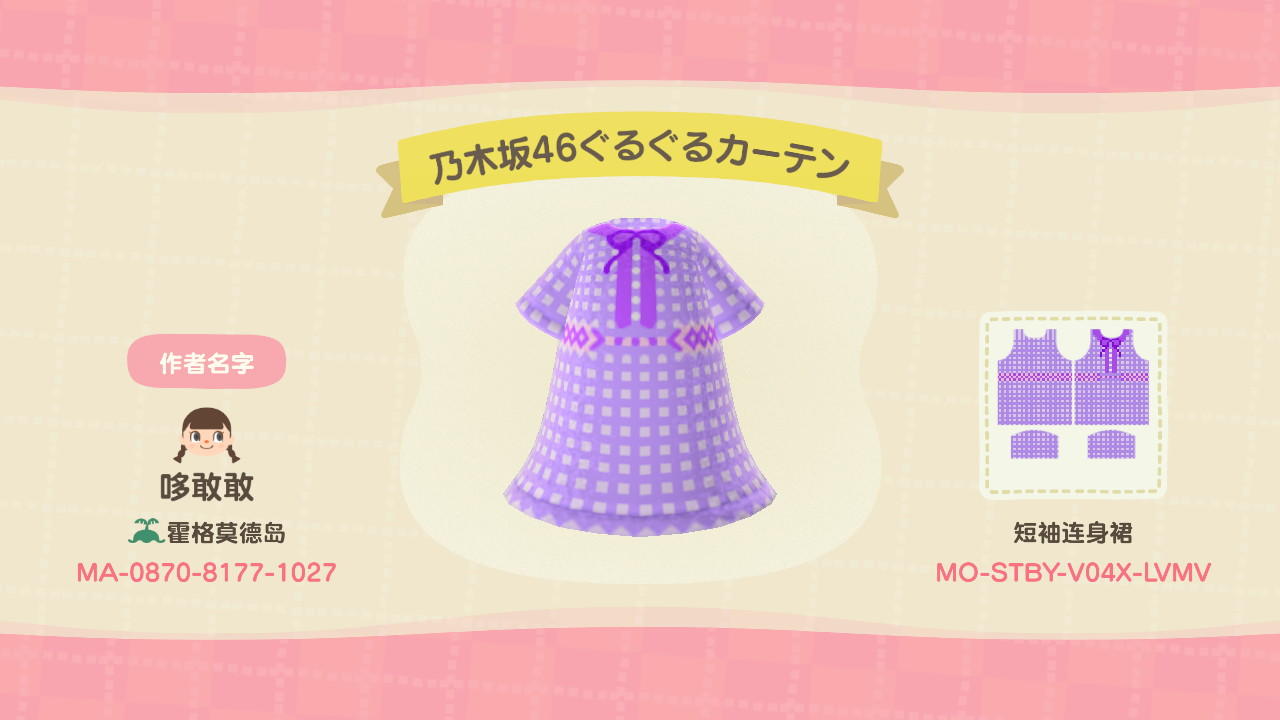 乃木坂46ぐるぐるカーテン
作者名字
哆敢敢
霍格莫德岛
MA-0870-8177-1027
短袖连身裙
MO-STBY-V04X-LVMV